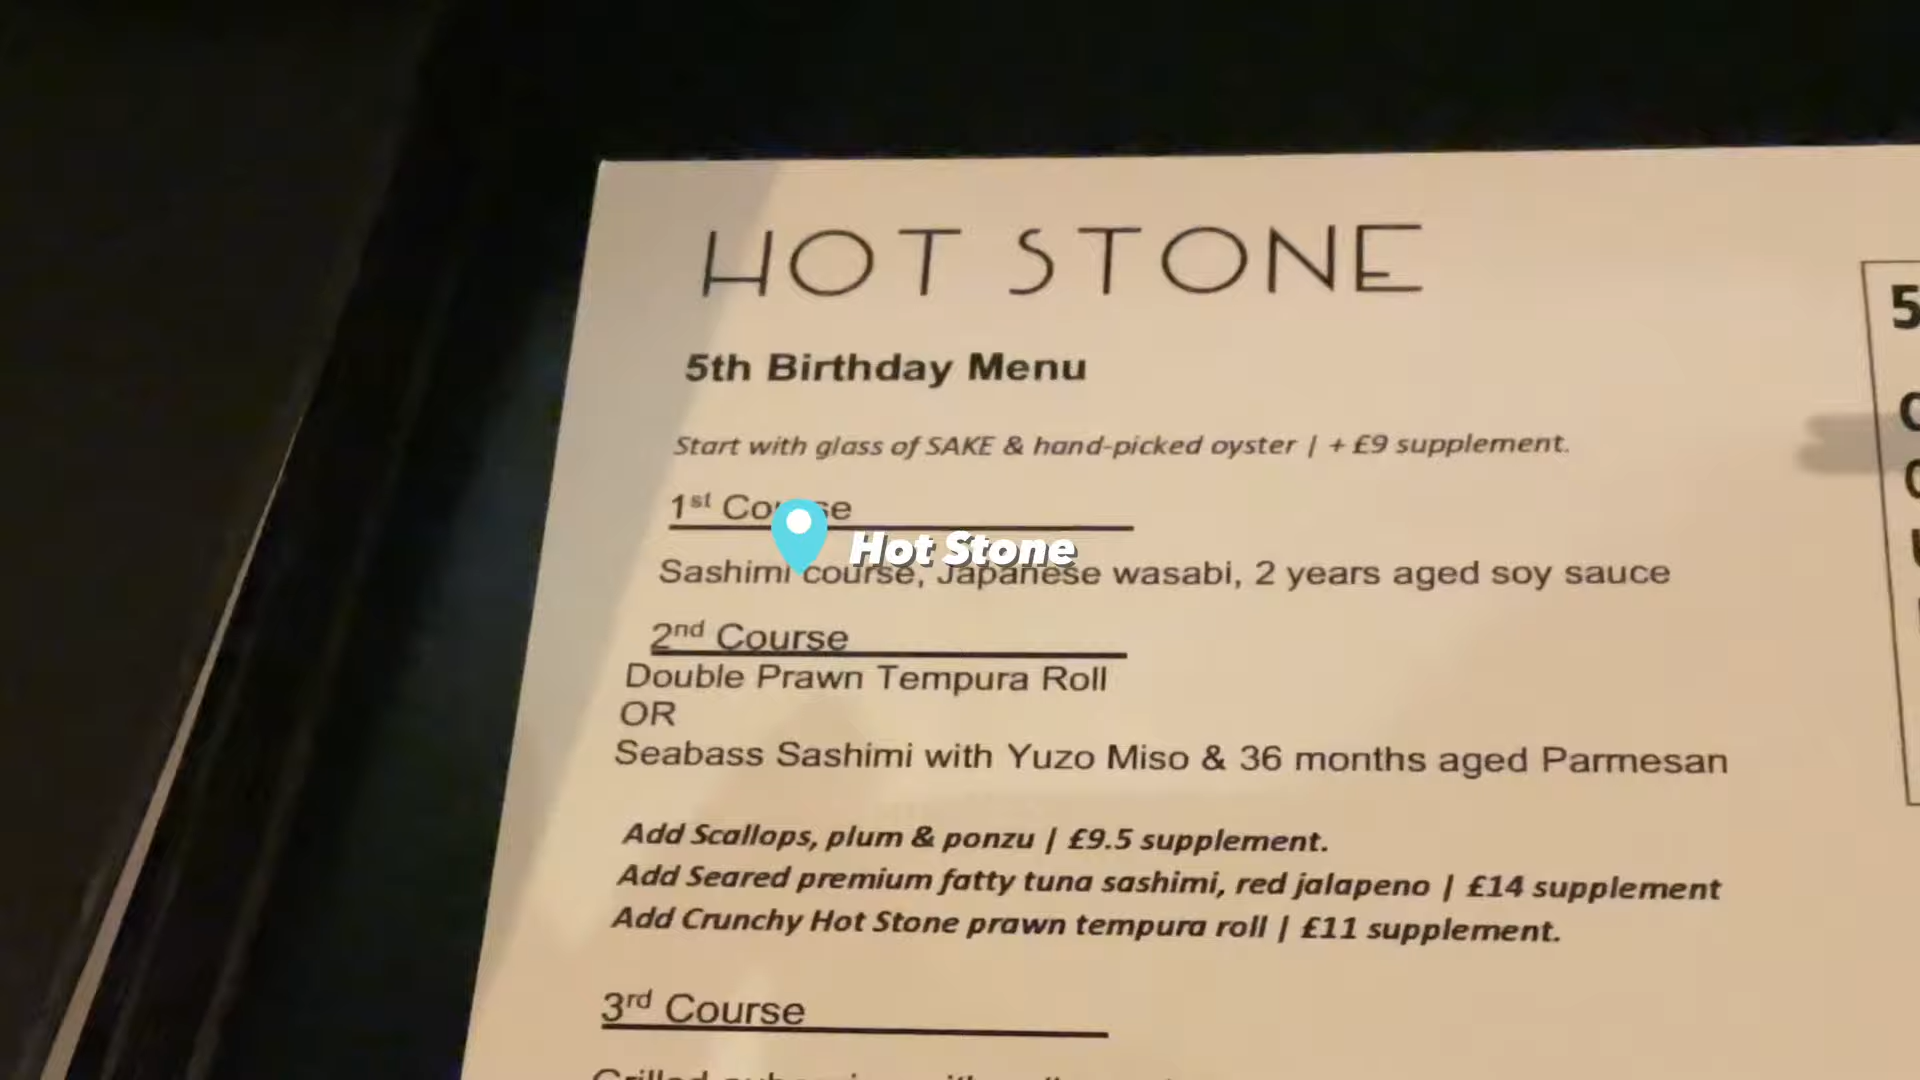 HOT STONE
5th Birthday Menu
Start with glass of SAKE & hand-picked oyster | + £9 supplement.
1st Course
Hot Stone
Sashimi course, Japanese wasabi, 2 years aged soy sauce
2nd Course
Double Prawn Tempura Roll
OR
Seabass Sashimi with Yuzo Miso & 36 months aged Parmesan
Add Scallops, plum & ponzu | £9.5 supplement.
Add Seared premium fatty tuna sashimi, red jalapeno | £14 supplement
Add Crunchy Hot Stone prawn tempura roll | £11 supplement.
3rd Course
5